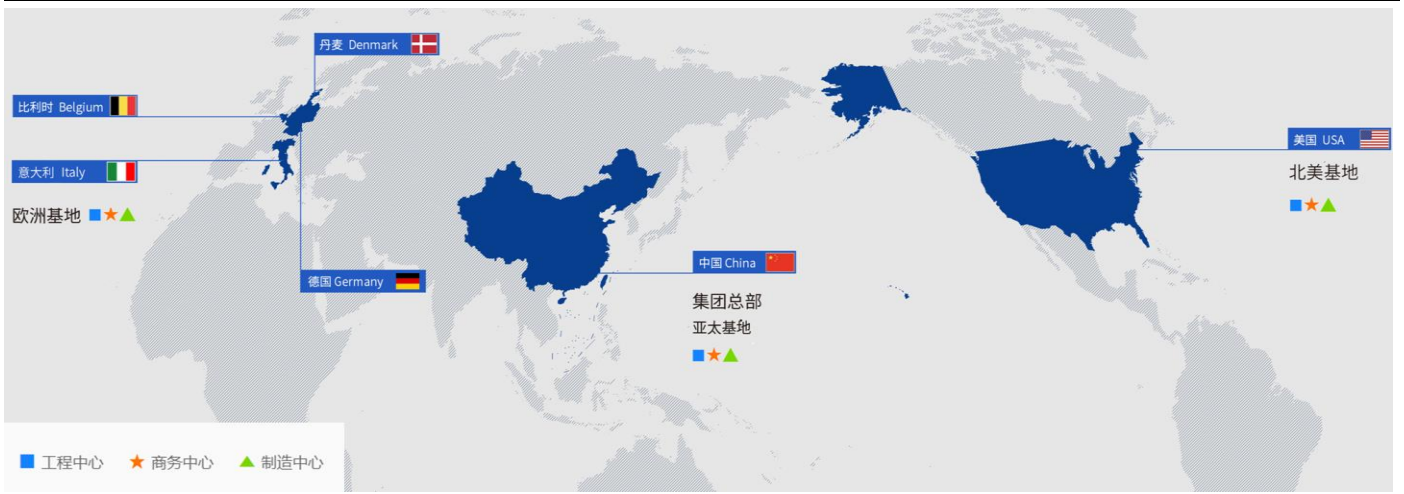 丹麦 Denmark
比利时 Belgium
意大利 Italy
欧洲基地
德国 Germany
中国 China
集团总部
亚太基地
美国 USA
北美基地
工程中心
商务中心
制造中心